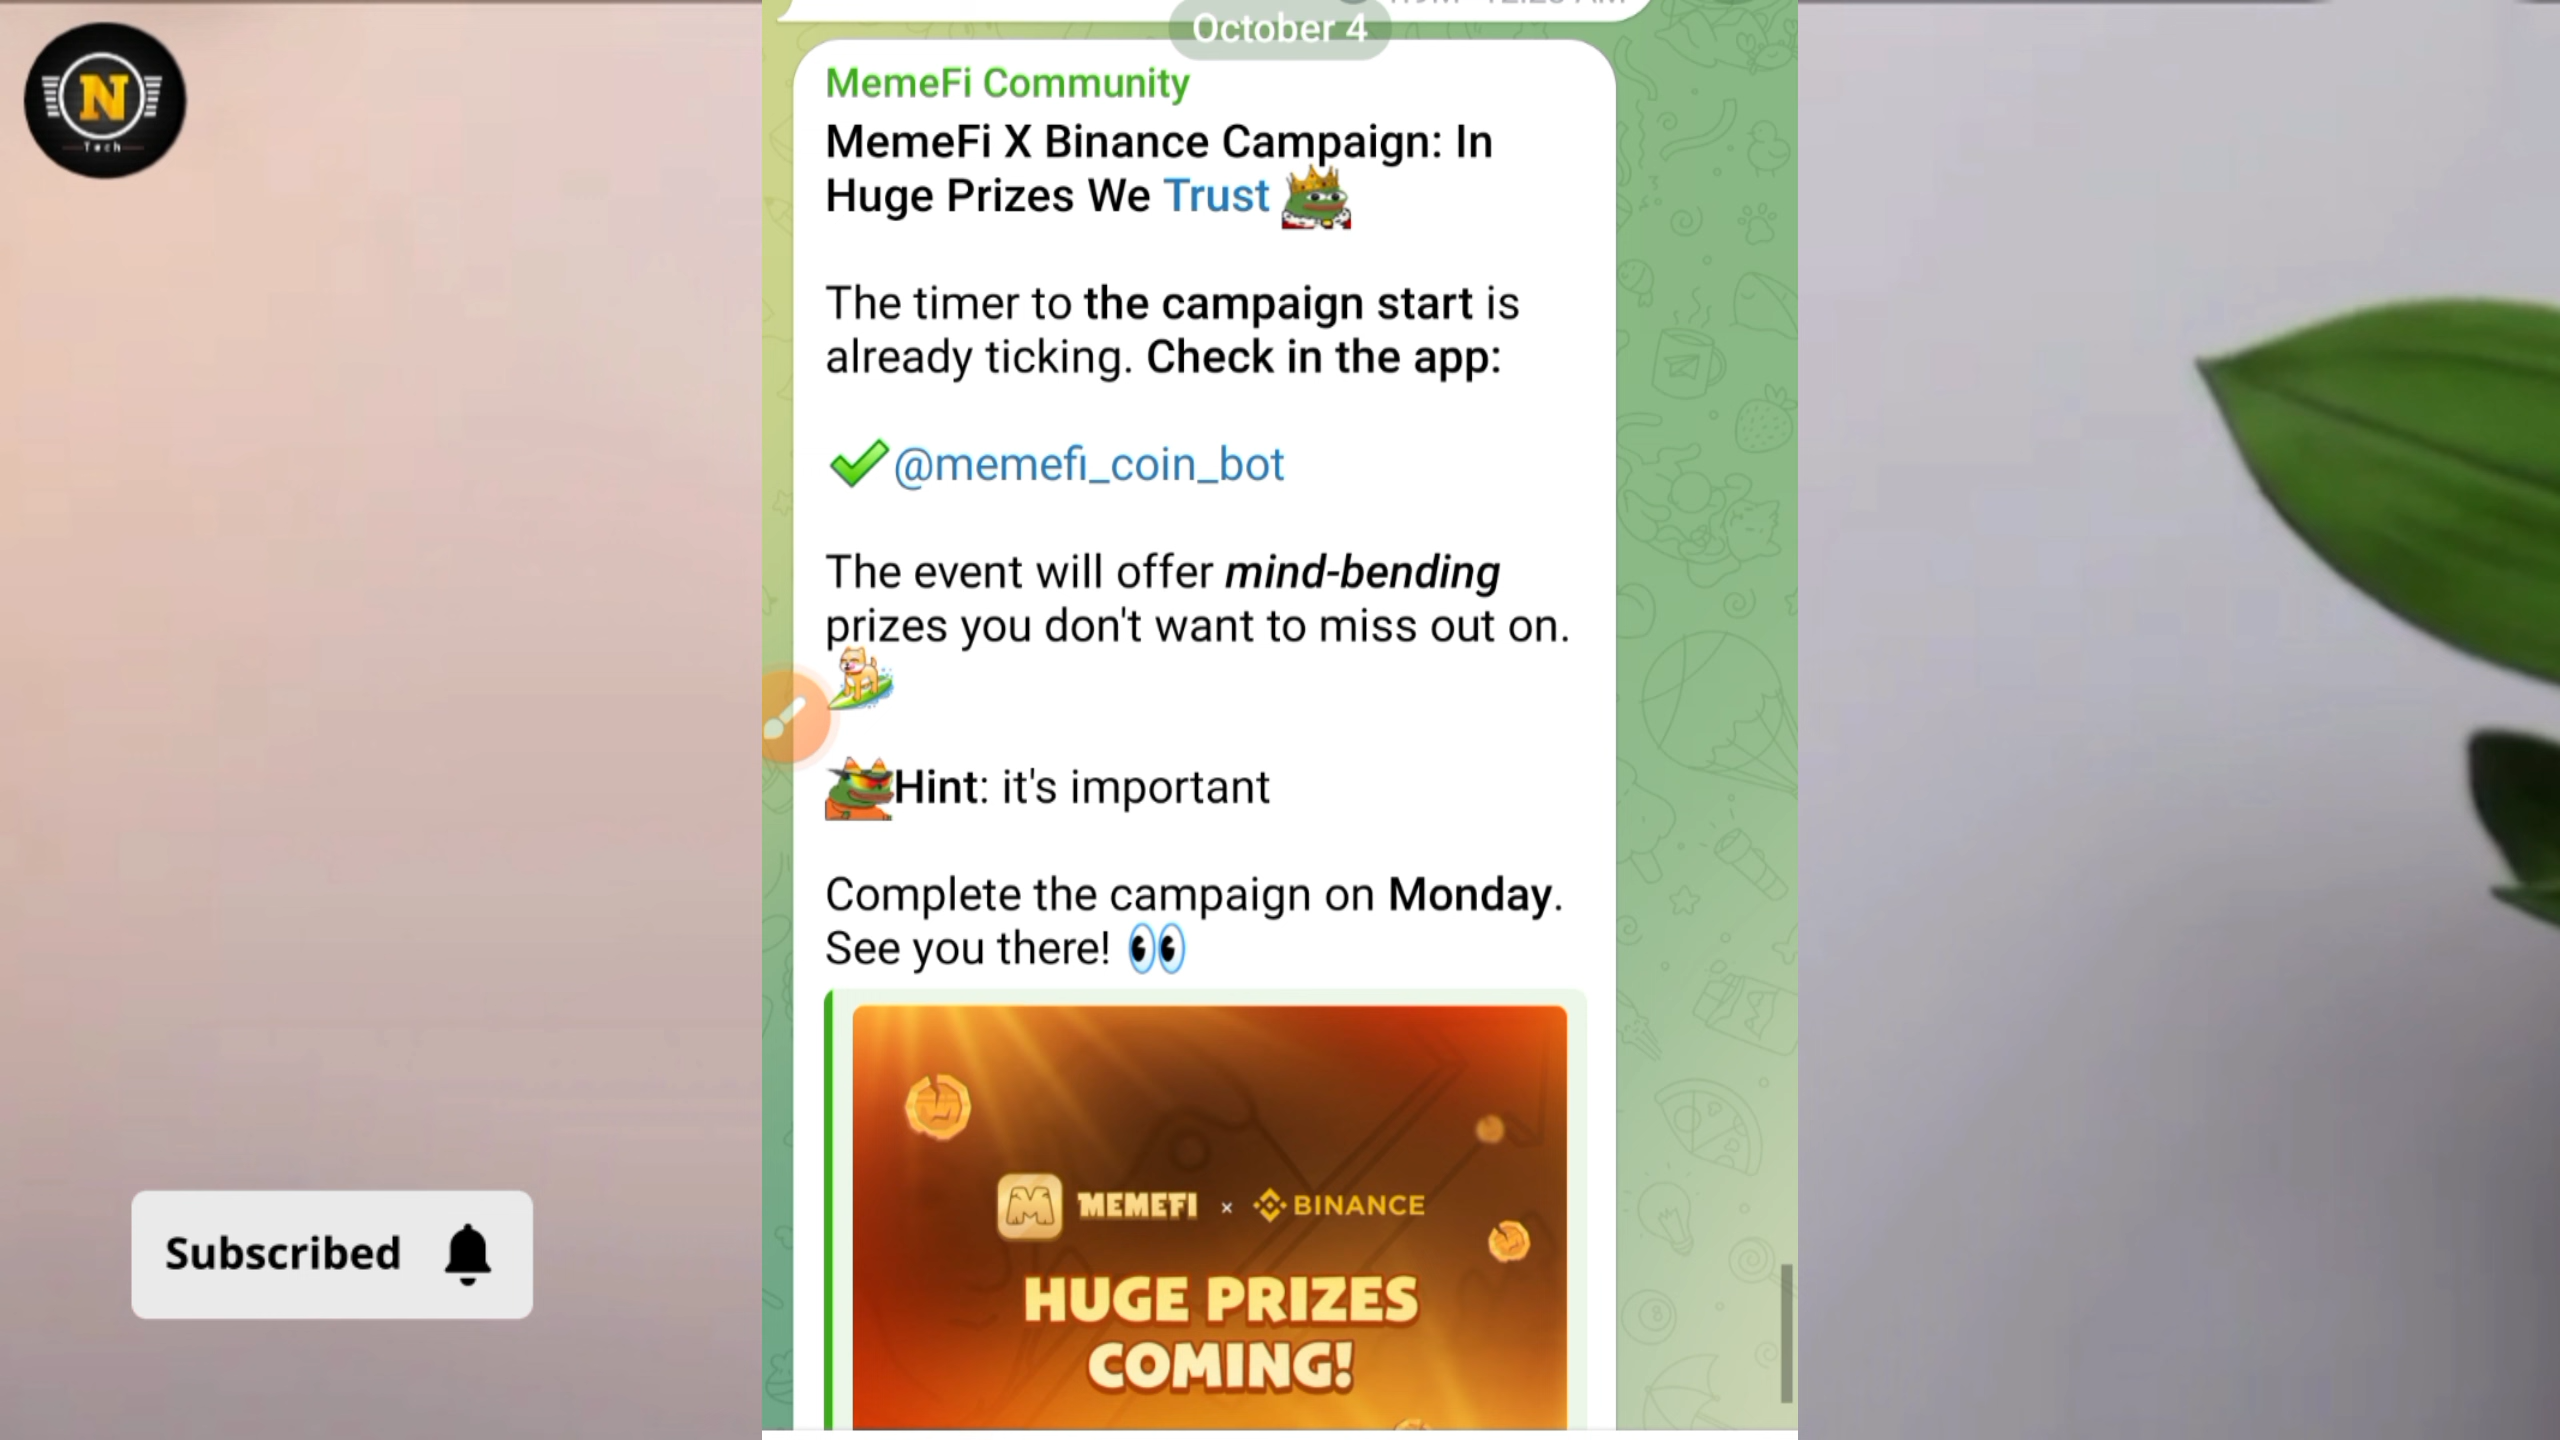 N
Tech
October 4
MemeFi Community
MemeFi X Binance Campaign: In
Huge Prizes We Trust
The timer to the campaign start is
already ticking. Check in the app:
@memefi_coin_bot
The event will offer mind-bending
prizes you don't want to miss out on.
Hint: it's important
Complete the campaign on Monday.
See you there! 👀
MEMEFI × BINANCE
HUGE PRIZES
COMING!
Subscribed